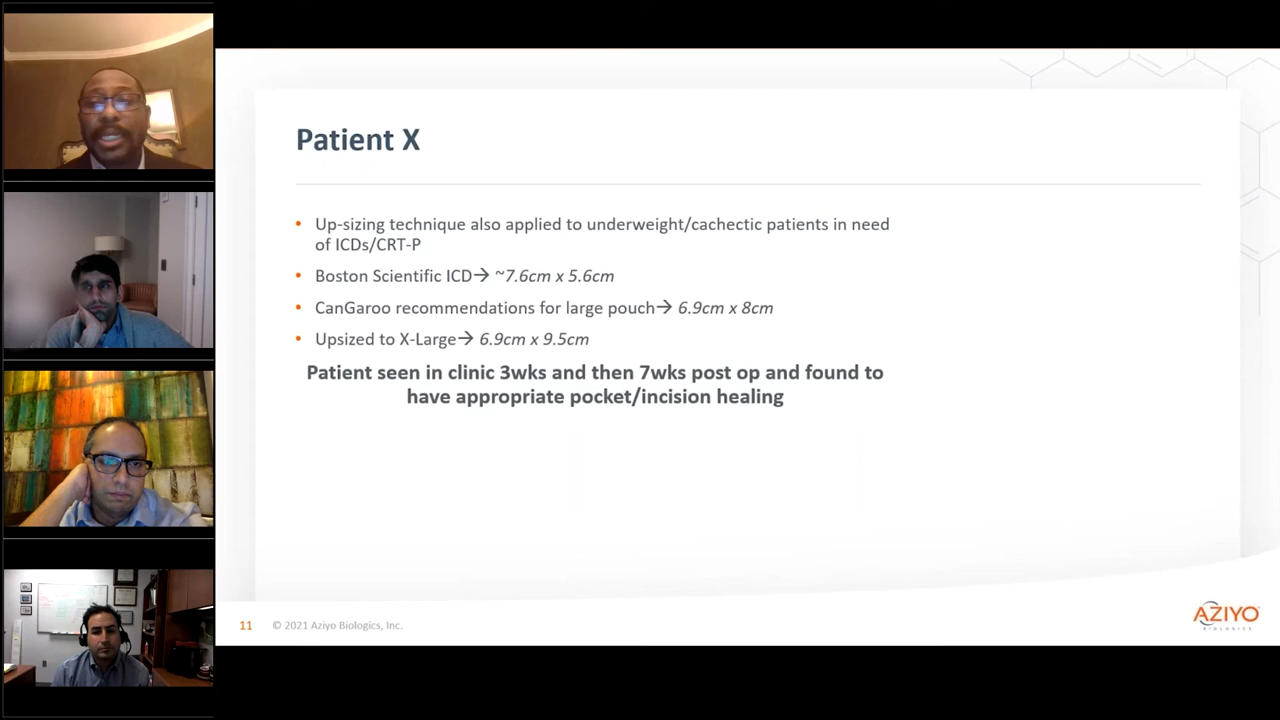 Patient X
• Up-sizing technique also applied to underweight/cachectic patients in need
of ICDs/CRT-P
• Boston Scientific ICD→ ~7.6cm x 5.6cm
• CanGaroo recommendations for large pouch→ 6.9cm x 8cm
• Upsized to X-Large→ 6.9cm x 9.5cm
Patient seen in clinic 3wks and then 7wks post op and found to
have appropriate pocket/incision healing
11 © 2021 Aziyo Biologics, Inc.
AZIYO
BIOLOGICS